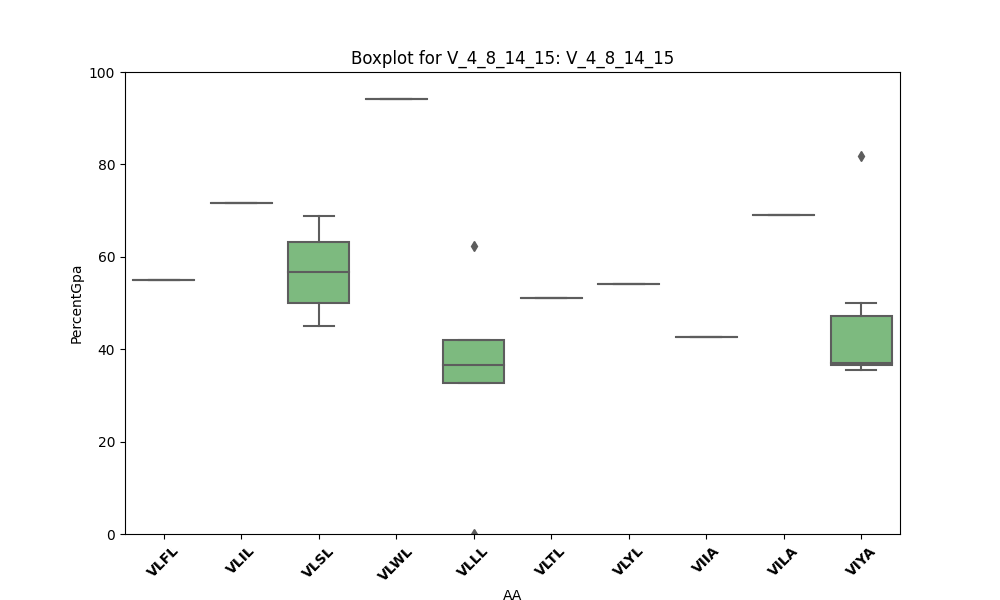 Boxplot for V_4_8_14_15: V_4_8_14_15
100
80
60
40
20
0
PercentGpa
VLFL
VLIL
VLSL
VLWL
VLLL
VLTL
VLYL
VIIA
VILA
VIYA
AA